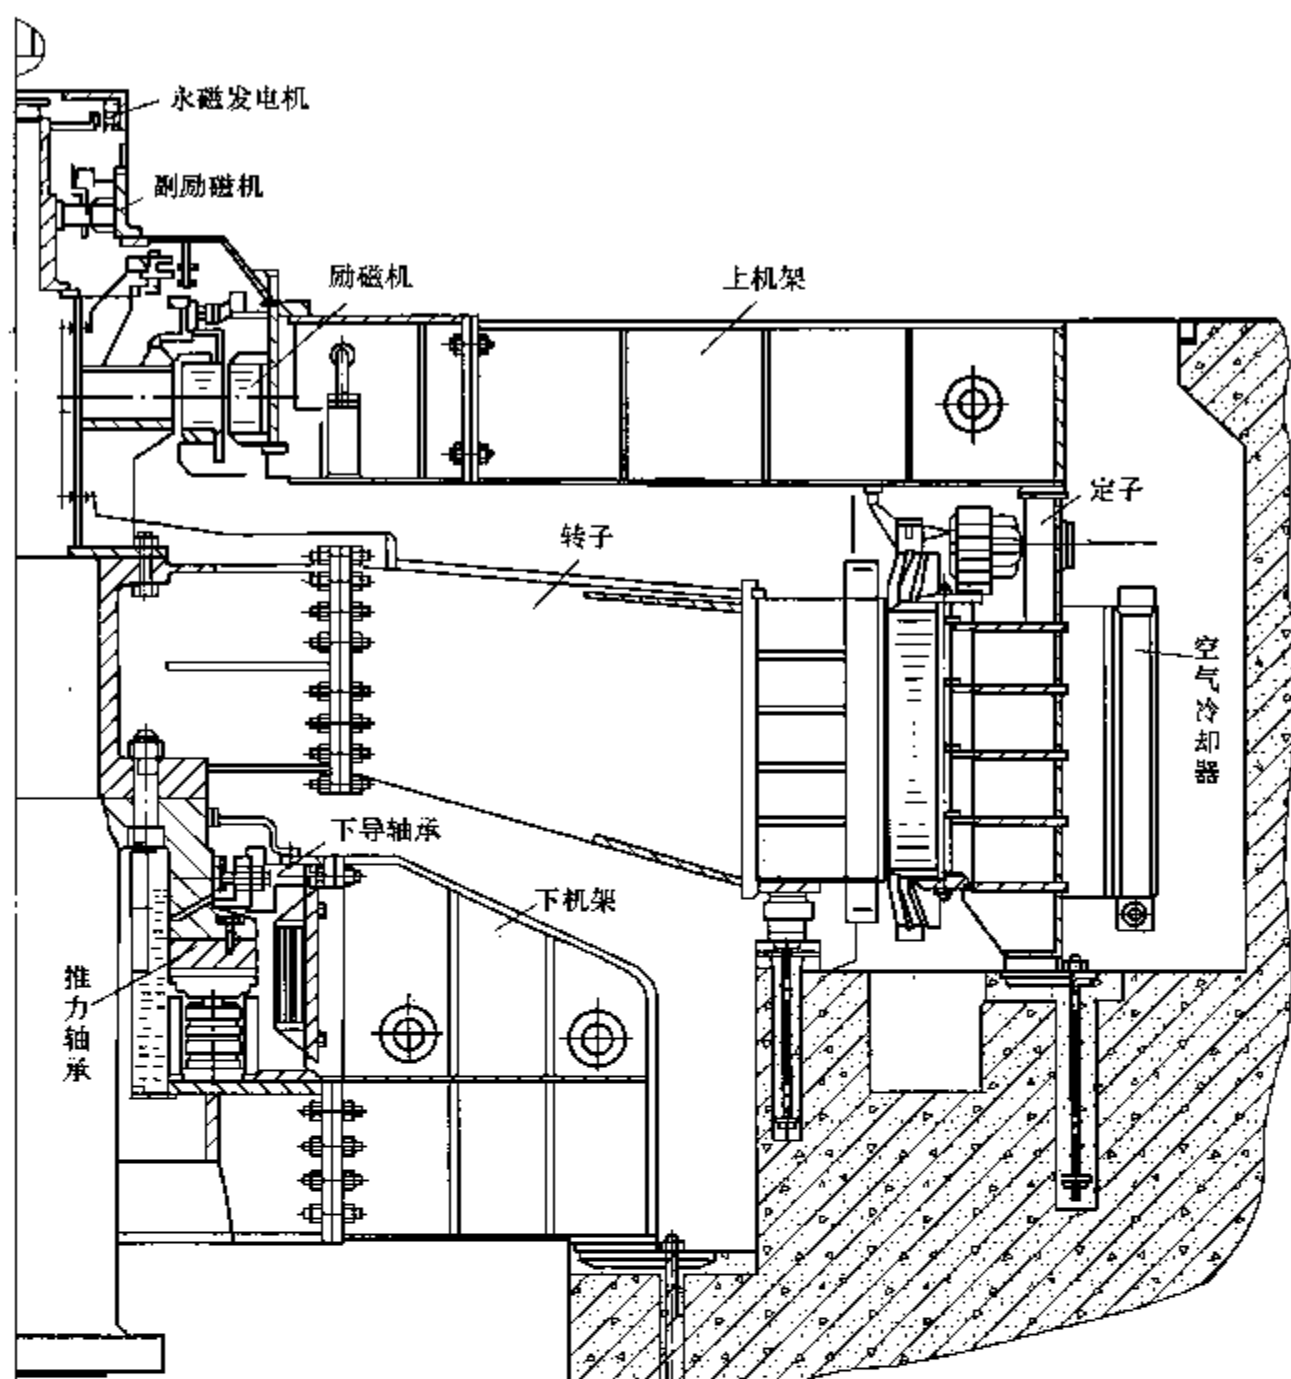 永磁发电机
副励磁机
励磁机
上机架
定子
转子
空气冷却器
下导轴承
下机架
推力轴承